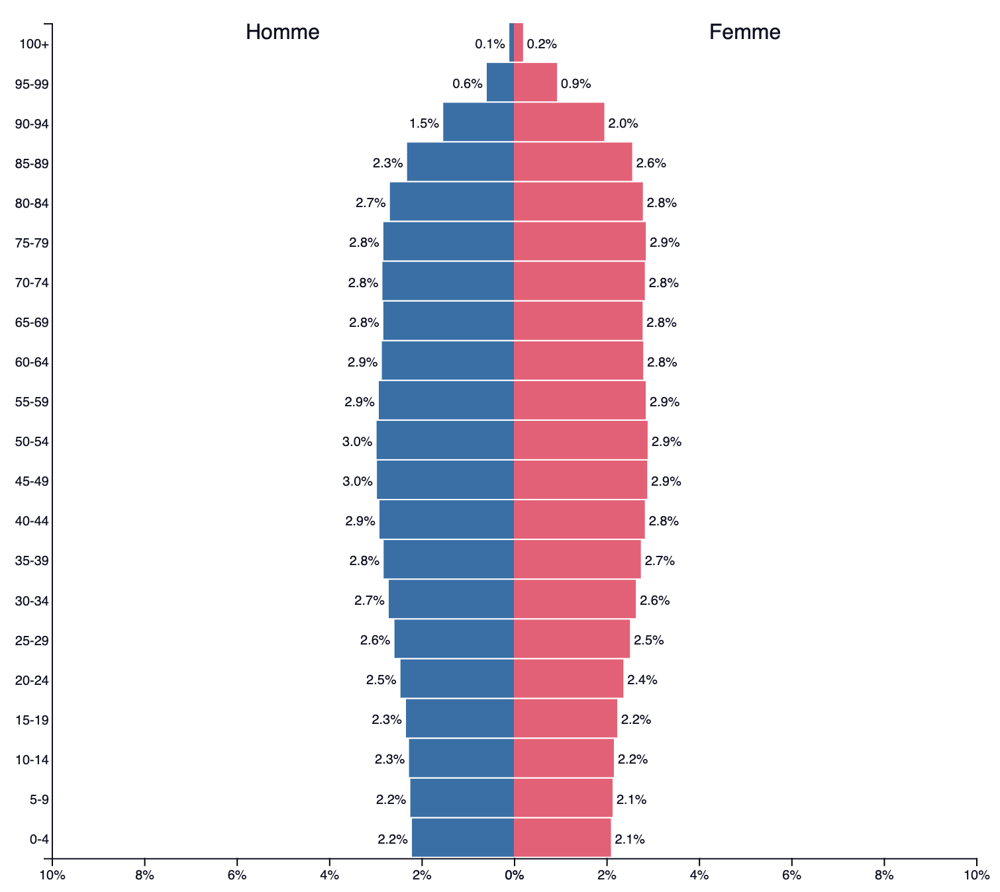 Homme Femme
100+ 0.1% 0.2%
95-99 0.6% 0.9%
90-94 1.5% 2.0%
85-89 2.3% 2.6%
80-84 2.7% 2.8%
75-79 2.8% 2.9%
70-74 2.8% 2.8%
65-69 2.8% 2.8%
60-64 2.9% 2.8%
55-59 2.9% 2.9%
50-54 3.0% 2.9%
45-49 3.0% 2.9%
40-44 2.9% 2.8%
35-39 2.8% 2.7%
30-34 2.7% 2.6%
25-29 2.6% 2.5%
20-24 2.5% 2.4%
15-19 2.3% 2.2%
10-14 2.3% 2.2%
5-9 2.2% 2.1%
0-4 2.2% 2.1%
10% 8% 6% 4% 2% 0% 2% 4% 6% 8% 10%